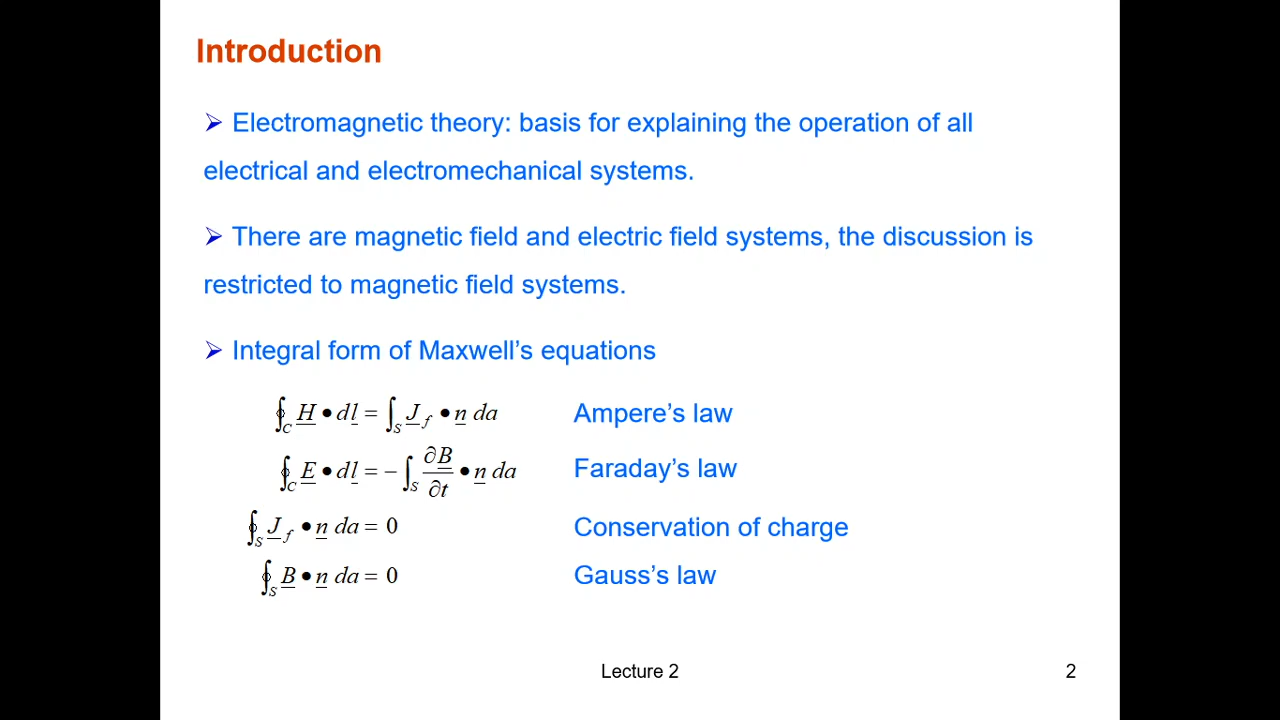 Introduction
➢ Electromagnetic theory: basis for explaining the operation of all
electrical and electromechanical systems.
➢ There are magnetic field and electric field systems, the discussion is
restricted to magnetic field systems.
➢ Integral form of Maxwell’s equations
∮_C H • dl = ∫_S J_f • n da Ampere’s law
∮_C E • dl = − ∫_S ∂B/∂t • n da Faraday’s law
∮_S J_f • n da = 0 Conservation of charge
∮_S B • n da = 0 Gauss’s law
Lecture 2 2